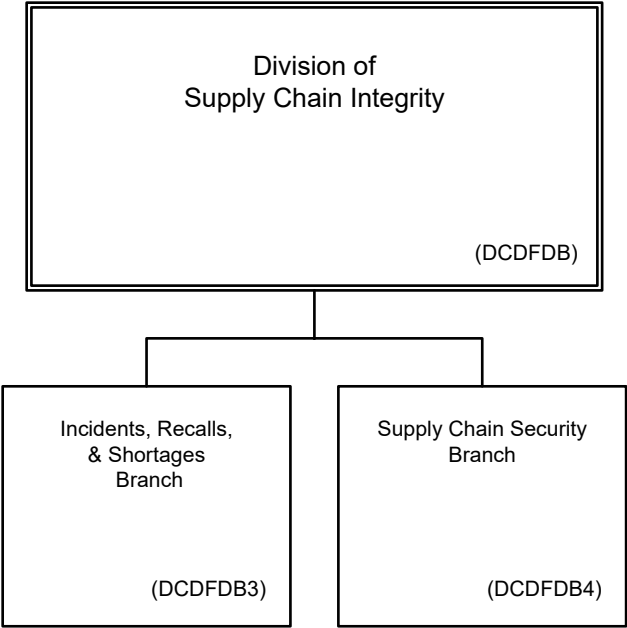 Division of
Supply Chain Integrity
(DCDFDB)
Incidents, Recalls,
& Shortages
Branch
(DCDFDB3)
Supply Chain Security
Branch
(DCDFDB4)